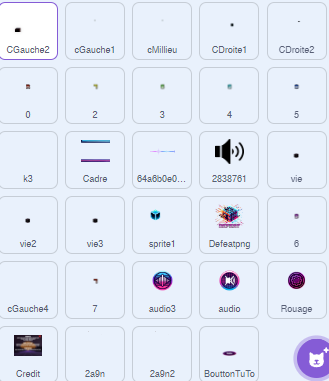 CGauche2 cGauche1 cMillieu CDroite1 CDroite2
0 2 3 4 5
k3 Cadre 64a6b0e0... 2838761 vie
vie2 vie3 sprite1 Defeatpng 6
cGauche4 7 audio3 audio Rouage
Credit 2a9n 2a9n2 BouttonTuTo